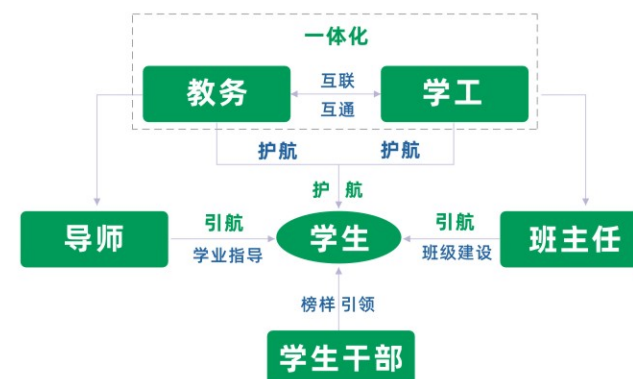 一体化
教务
互联
互通
学工
护航
护航
护 航
导师
引航
学业指导
学生
引航
班级建设
班主任
榜样 引领
学生干部